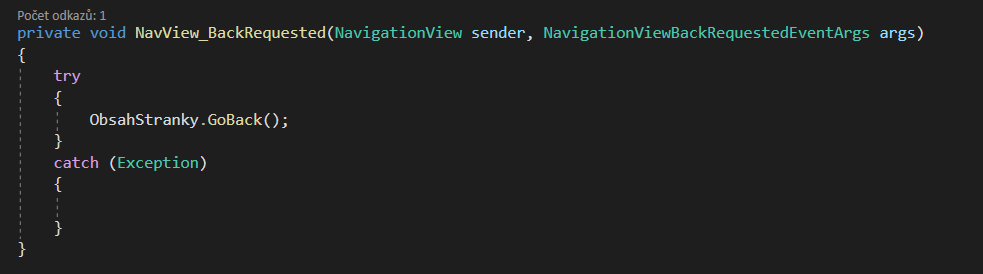 Počet odkazů: 1
private void NavView_BackRequested(NavigationView sender, NavigationViewBackRequestedEventArgs args)
{
    try
    {
        ObsahStranky.GoBack();
    }
    catch (Exception)
    {

    }
}